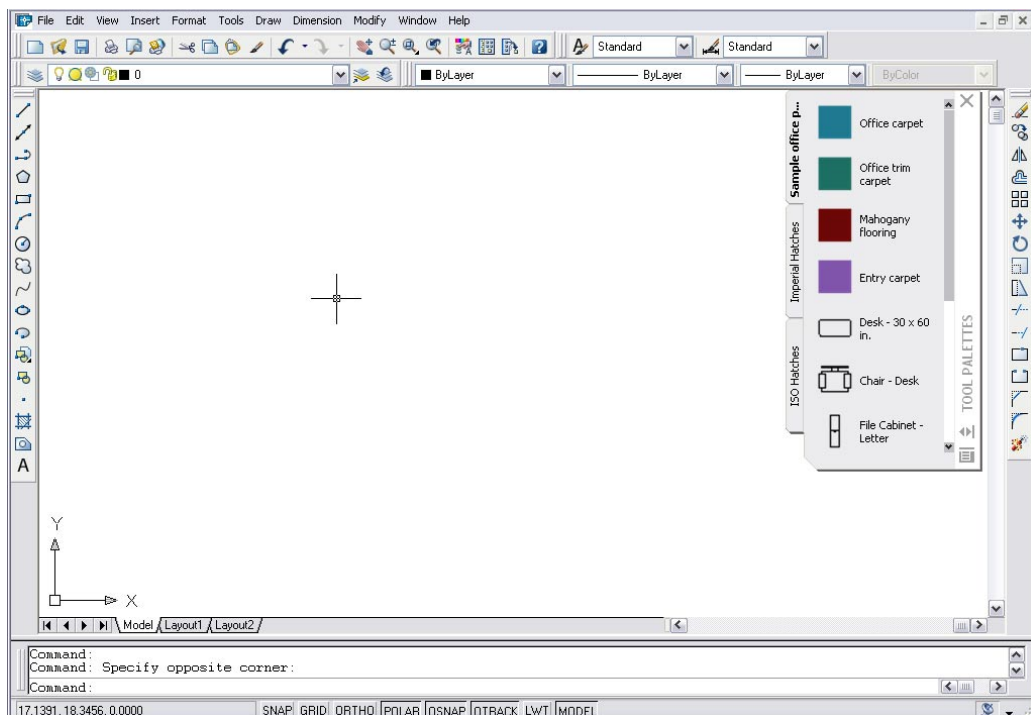 File Edit View Insert Format Tools Draw Dimension Modify Window Help
Standard Standard
0 ByLayer ByLayer ByLayer ByColor
Sample office p...
Imperial Hatches
ISO Hatches
Office carpet
Office trim
carpet
Mahogany
flooring
Entry carpet
Desk - 30 x 60
in.
Chair - Desk
File Cabinet -
Letter
TOOL PALETTES
A
Y
X
Model Layout1 Layout2
Command:
Command: Specify opposite corner:
Command:
17.1391, 18.3456, 0.0000 SNAP GRID ORTHO POLAR OSNAP OTRACK LWT MODEL